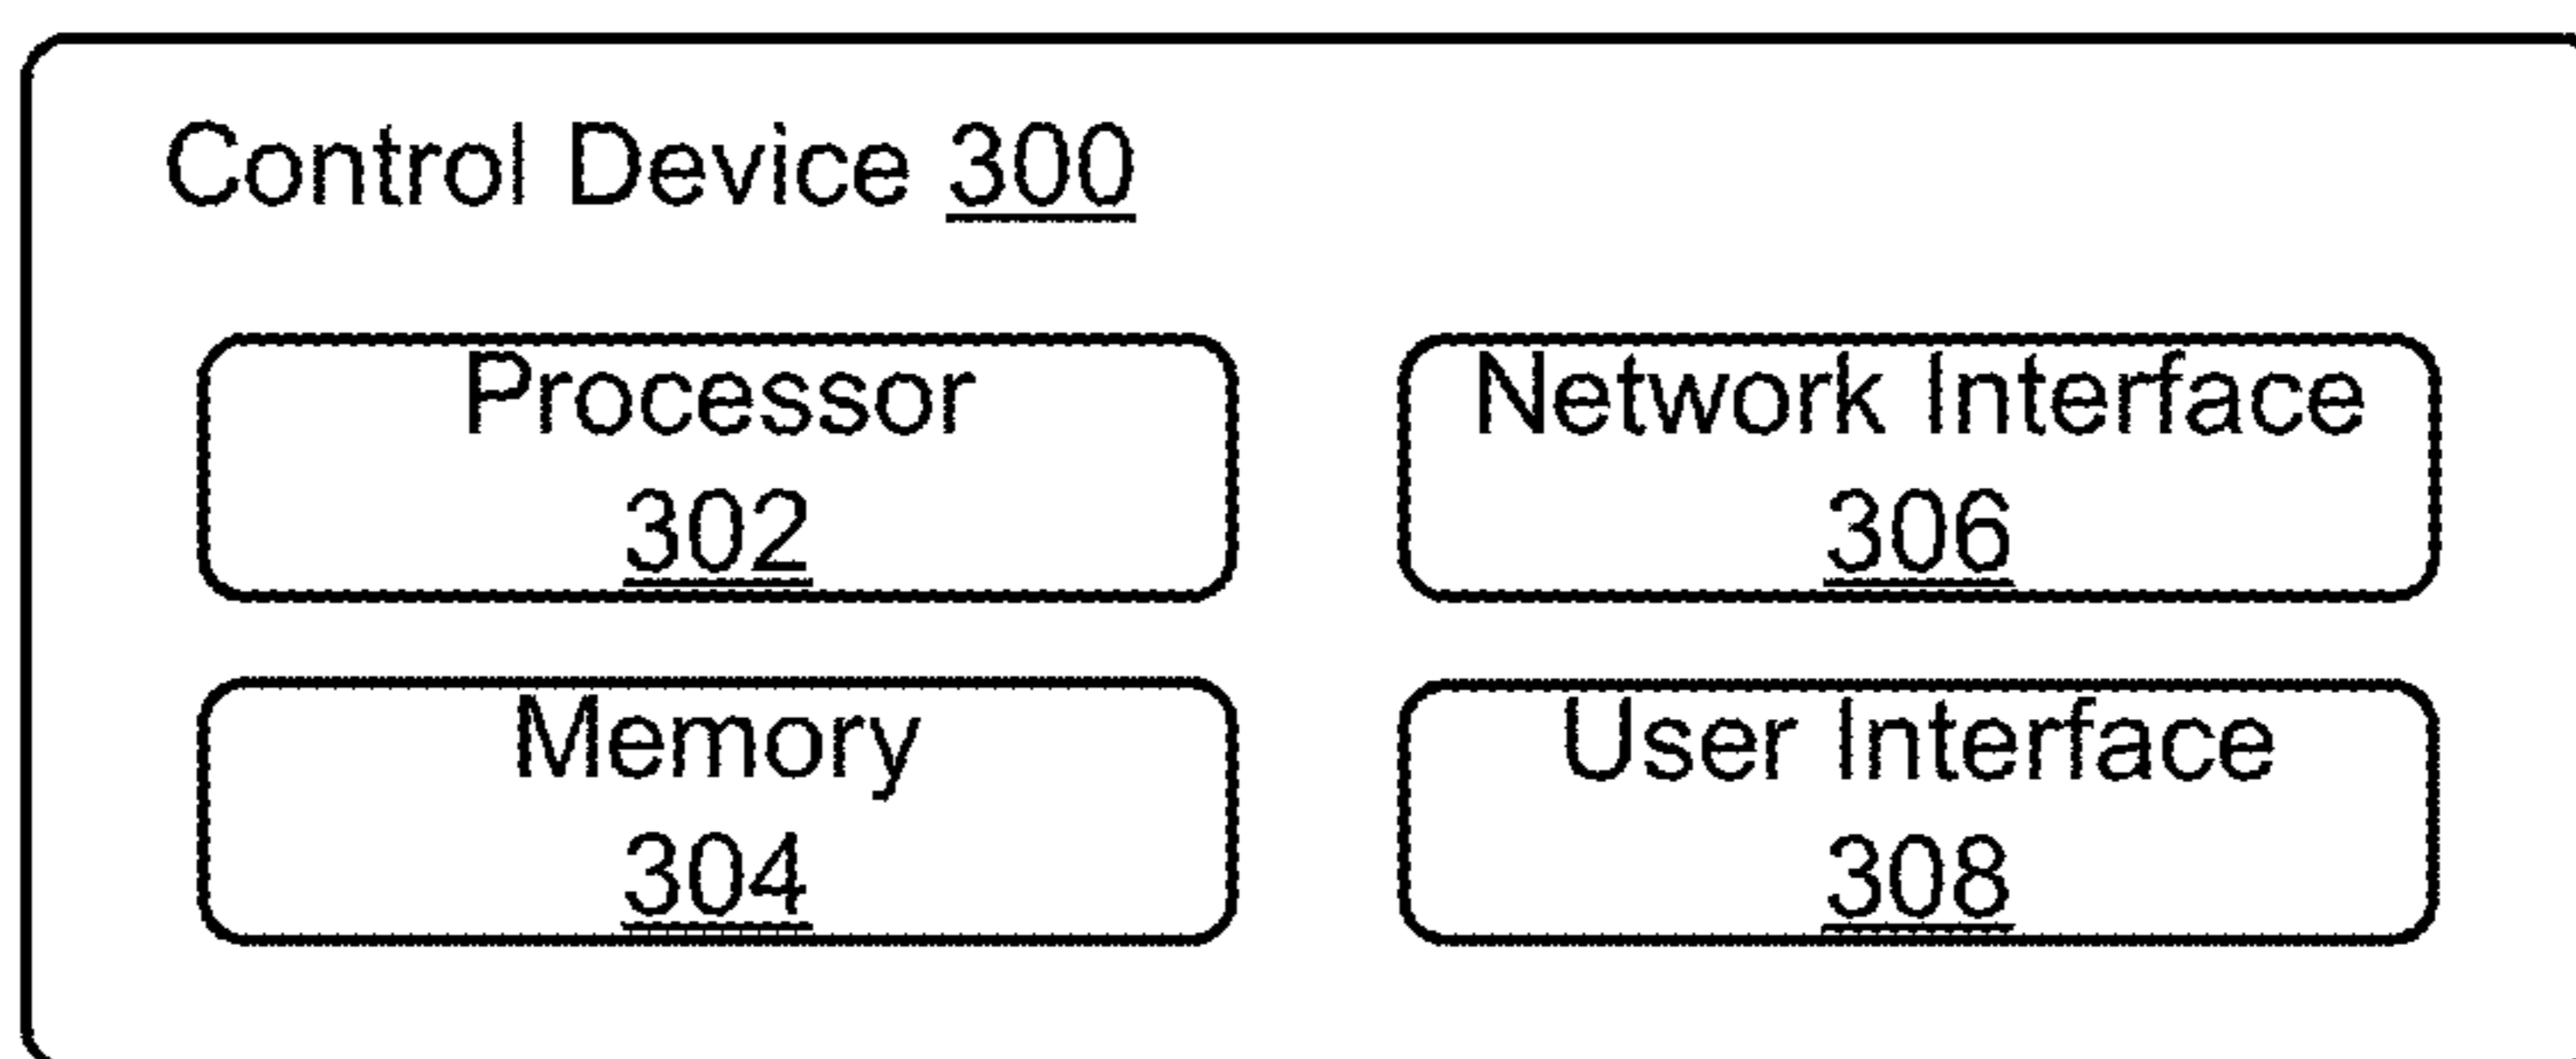 Control Device 300
Processor
302
Network Interface
306
Memory
304
User Interface
308